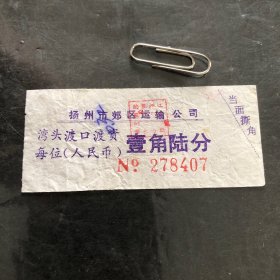 扬州市郊区运输公司
湾头渡口渡资
每位(人民币)
壹角陆分
№ 278407
当面撕角